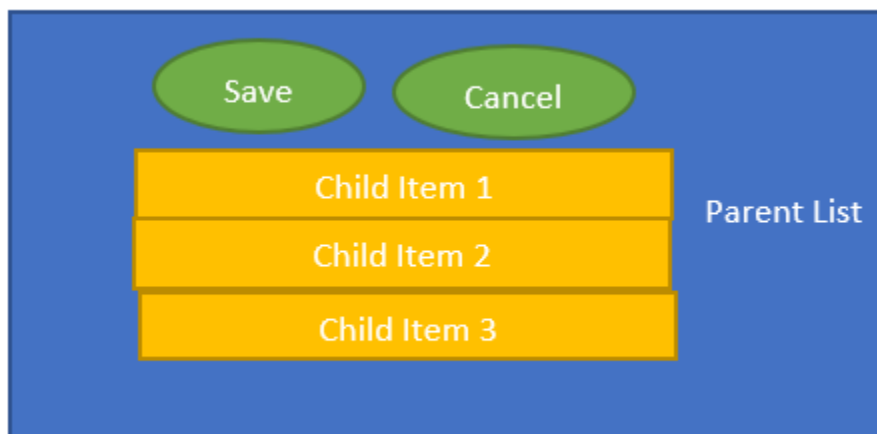 Save
Cancel
Child Item 1
Parent List
Child Item 2
Child Item 3